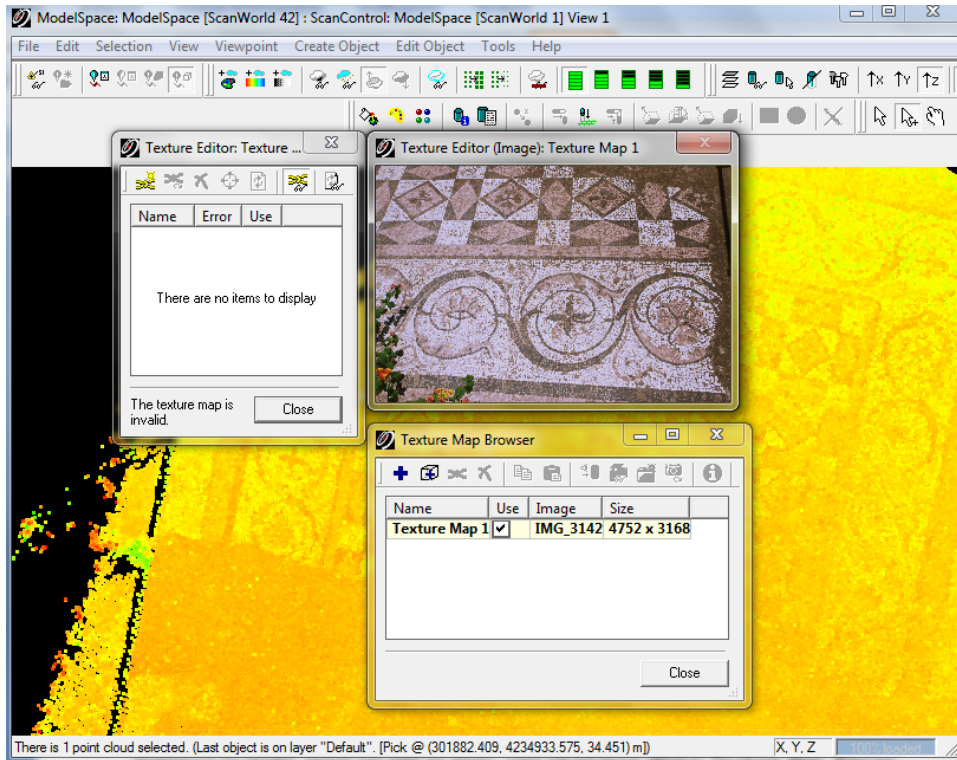 ModelSpace: ModelSpace [ScanWorld 42] : ScanControl: ModelSpace [ScanWorld 1] View 1
File Edit Selection View Viewpoint Create Object Edit Object Tools Help
X Y Z
Texture Editor: Texture ...
Name Error Use
There are no items to display
The texture map is
invalid.
Close
Texture Editor (Image): Texture Map 1
Texture Map Browser
Name Use Image Size
Texture Map 1 IMG_3142 4752 x 3168
Close
There is 1 point cloud selected. (Last object is on layer "Default". [Pick @ (301882.409, 4234933.575, 34.451) m])
X, Y, Z
100% loaded